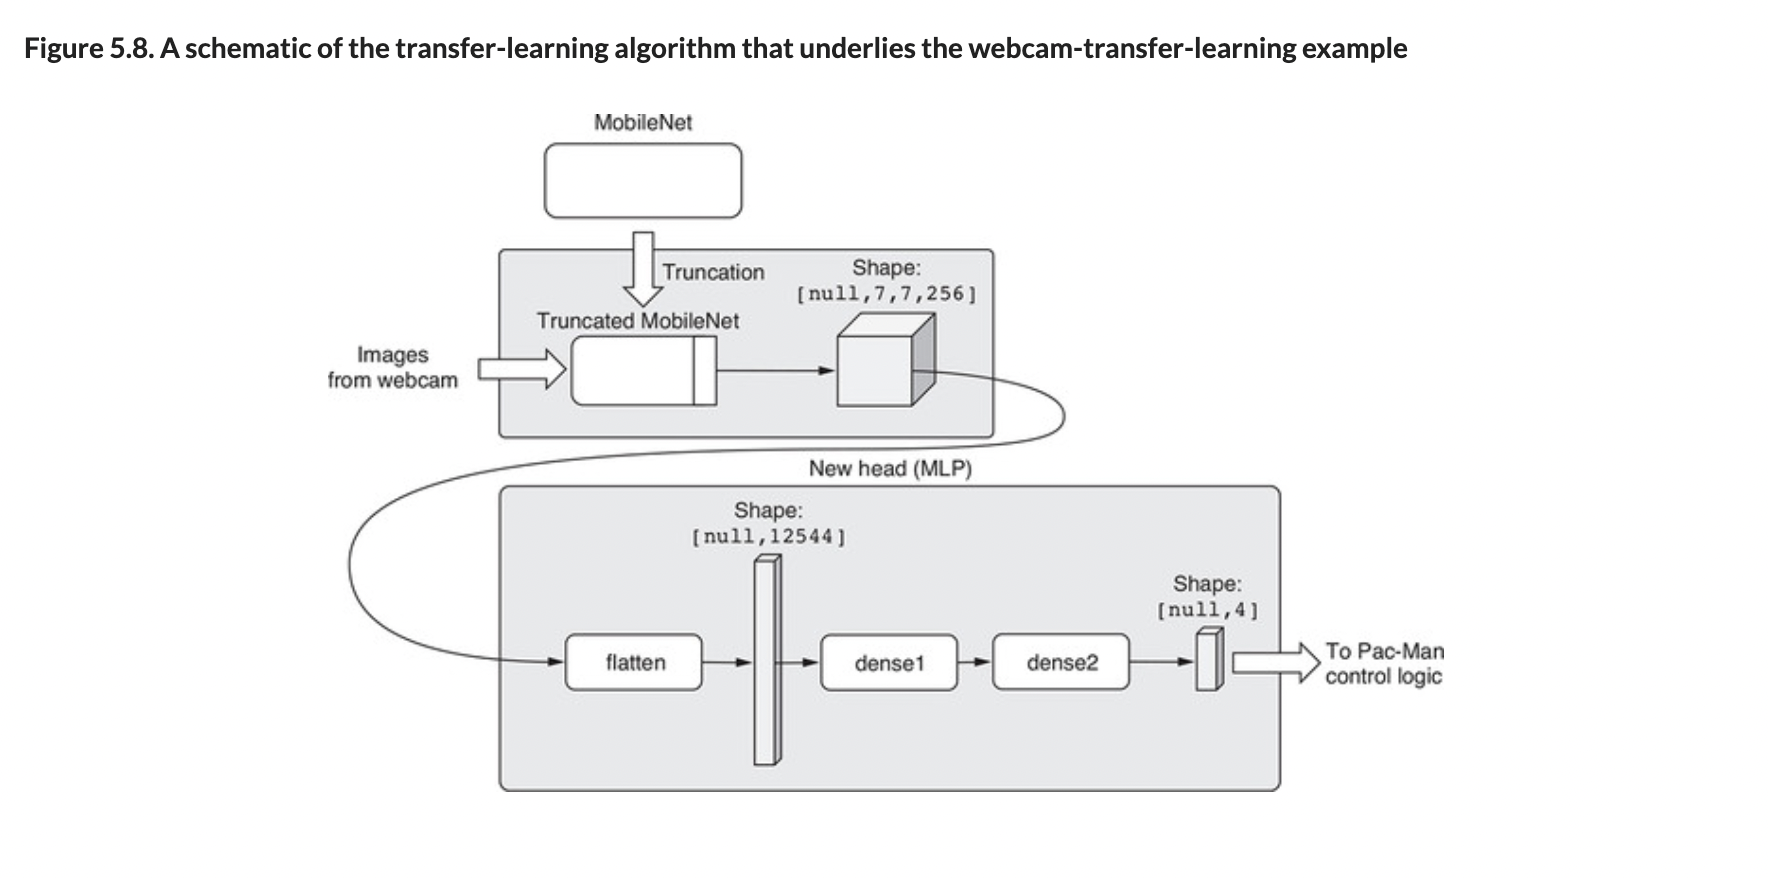 Figure 5.8. A schematic of the transfer-learning algorithm that underlies the webcam-transfer-learning example
MobileNet
Truncation
Shape:
[null,7,7,256]
Truncated MobileNet
Images
from webcam
New head (MLP)
Shape:
[null,12544]
flatten
dense1
dense2
Shape:
[null,4]
To Pac-Man
control logic